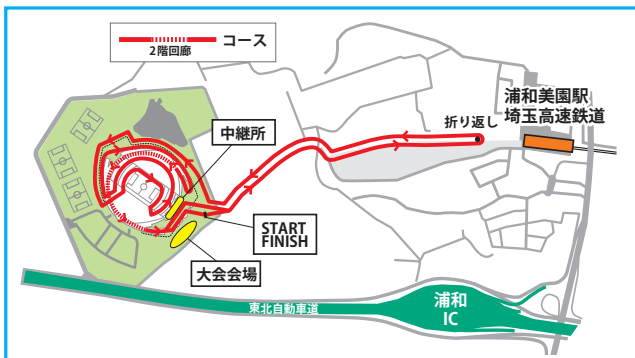 コース
2階回廊
中継所
浦和美園駅
埼玉高速鉄道
折り返し
START
FINISH
大会会場
東北自動車道
浦和
IC